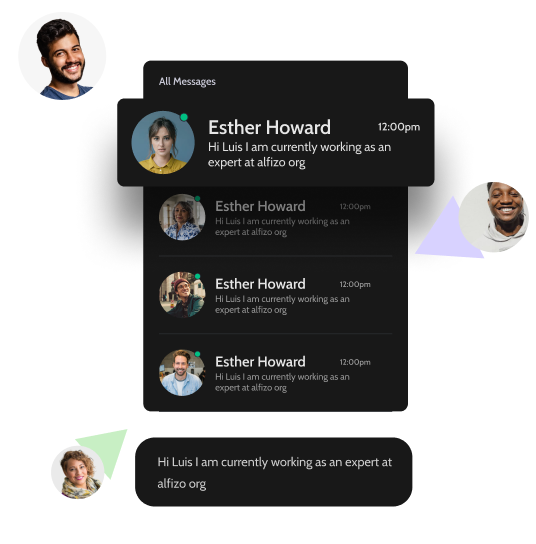 All Messages
Esther Howard
12:00pm
Hi Luis I am currently working as an
expert at alfizo org
Esther Howard
12:00pm
Hi Luis I am currently working as an
expert at alfizo org
Esther Howard
12:00pm
Hi Luis I am currently working as an
expert at alfizo org
Esther Howard
12:00pm
Hi Luis I am currently working as an
expert at alfizo org
Hi Luis I am currently working as an expert at
alfizo org